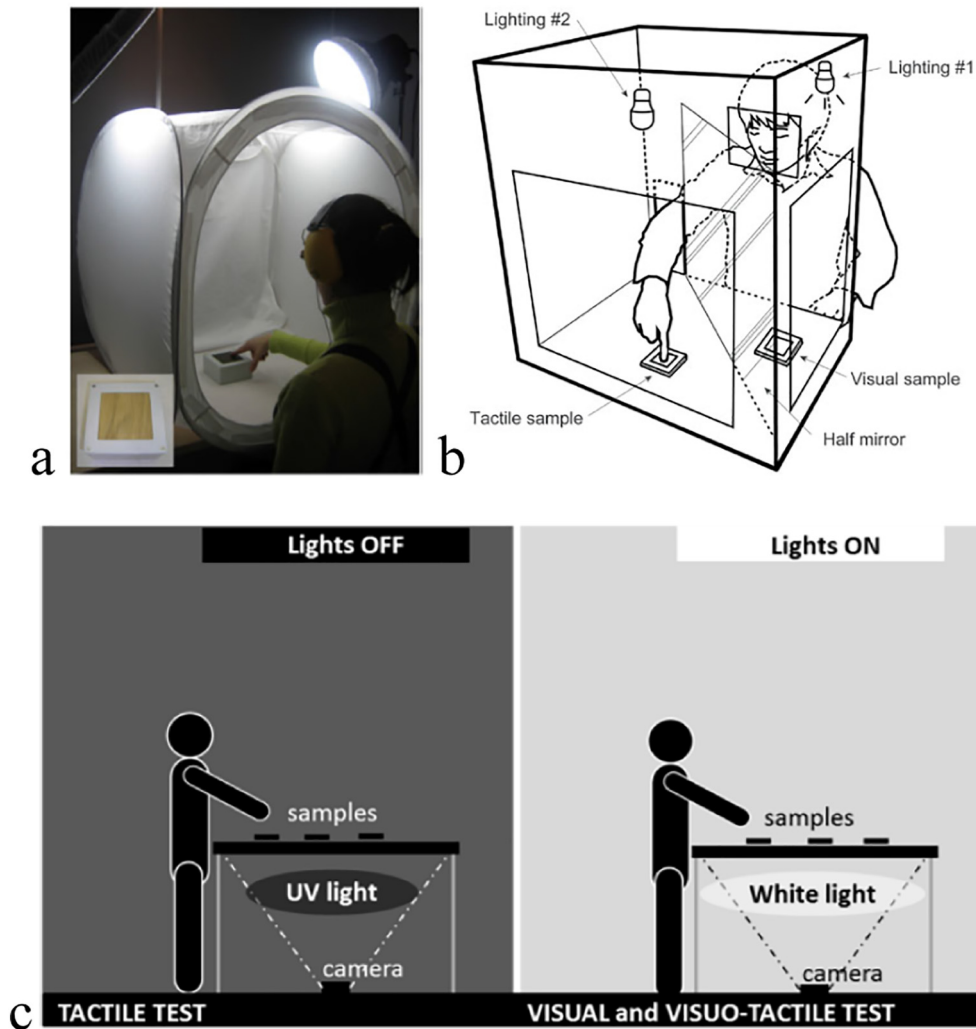 a
b
Lighting #2
Lighting #1
Visual sample
Tactile sample
Half mirror
c
Lights OFF
samples
UV light
camera
TACTILE TEST
Lights ON
samples
White light
camera
VISUAL and VISUO-TACTILE TEST